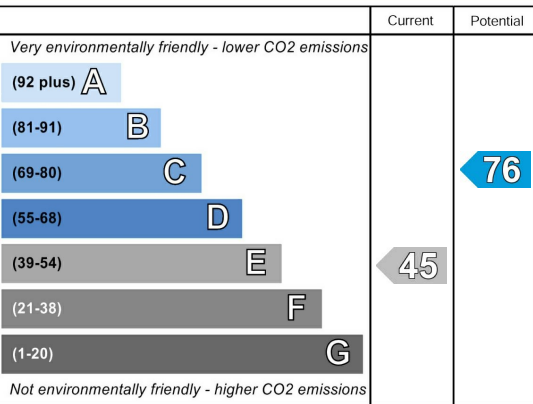 Current Potential
Very environmentally friendly - lower CO2 emissions
(92 plus) A
(81-91) B
(69-80) C 76
(55-68) D
(39-54) E 45
(21-38) F
(1-20) G
Not environmentally friendly - higher CO2 emissions